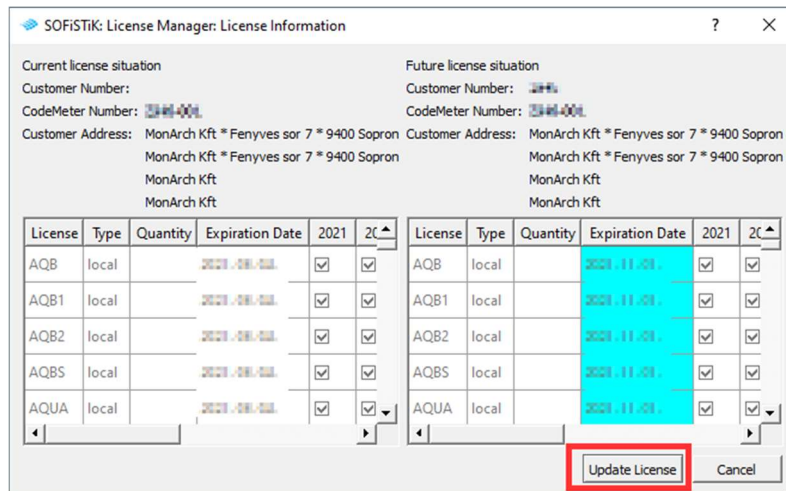 SOFiSTiK: License Manager: License Information
Current license situation
Customer Number:
CodeMeter Number:
Customer Address: MonArch Kft * Fenyves sor 7 * 9400 Sopron
MonArch Kft * Fenyves sor 7 * 9400 Sopron
MonArch Kft
MonArch Kft
Future license situation
Customer Number:
CodeMeter Number:
Customer Address: MonArch Kft * Fenyves sor 7 * 9400 Sopron
MonArch Kft * Fenyves sor 7 * 9400 Sopron
MonArch Kft
MonArch Kft
License Type Quantity Expiration Date 2021
AQB local
AQB1 local
AQB2 local
AQBS local
AQUA local
License Type Quantity Expiration Date 2021
AQB local
AQB1 local
AQB2 local
AQBS local
AQUA local
Update License Cancel